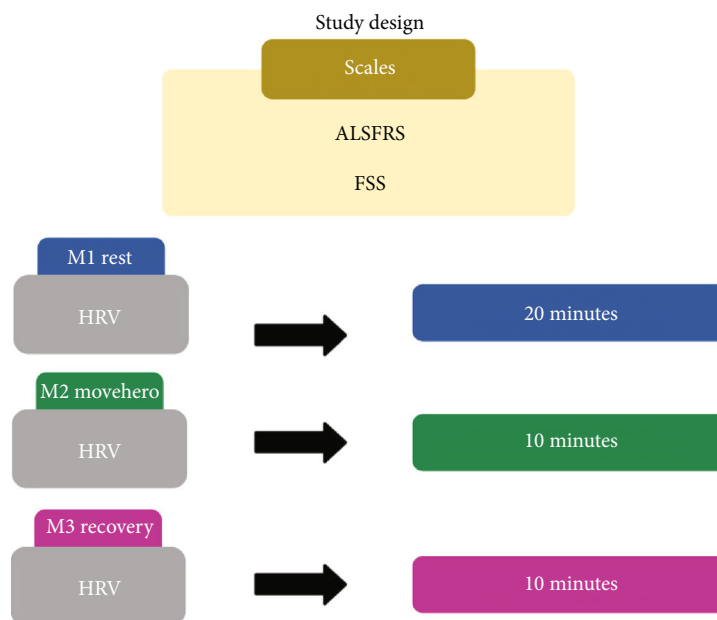 Study design
Scales
ALSFRS
FSS
M1 rest
HRV
20 minutes
M2 movehero
HRV
10 minutes
M3 recovery
HRV
10 minutes